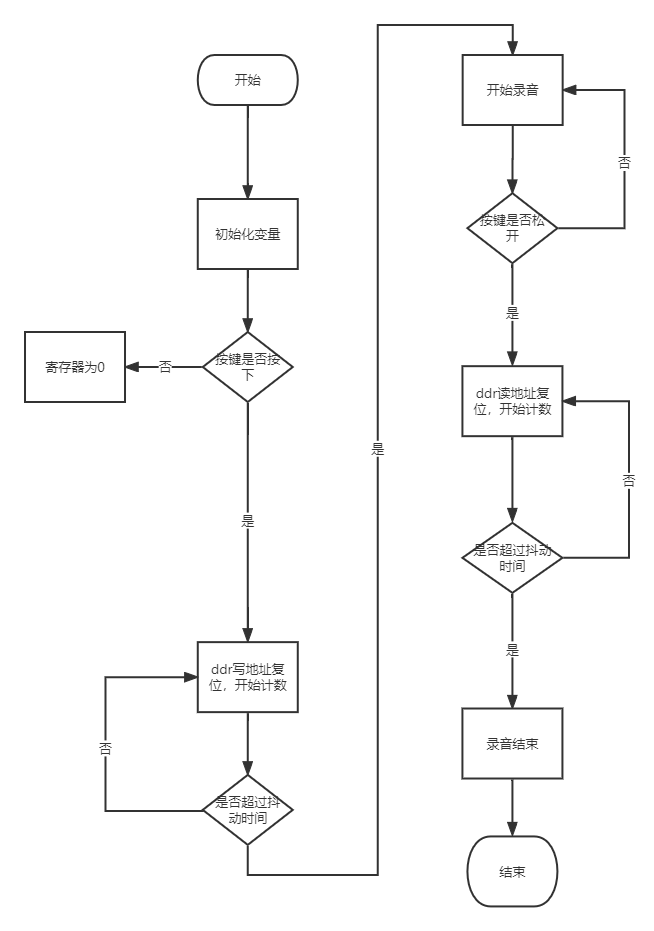 开始
初始化变量
按键是否按
下
否
寄存器为0
是
ddr写地址复
位，开始计数
否
是否超过抖
动时间
是
开始录音
否
按键是否松
开
是
ddr读地址复
位，开始计数
否
是否超过抖动
时间
是
录音结束
结束